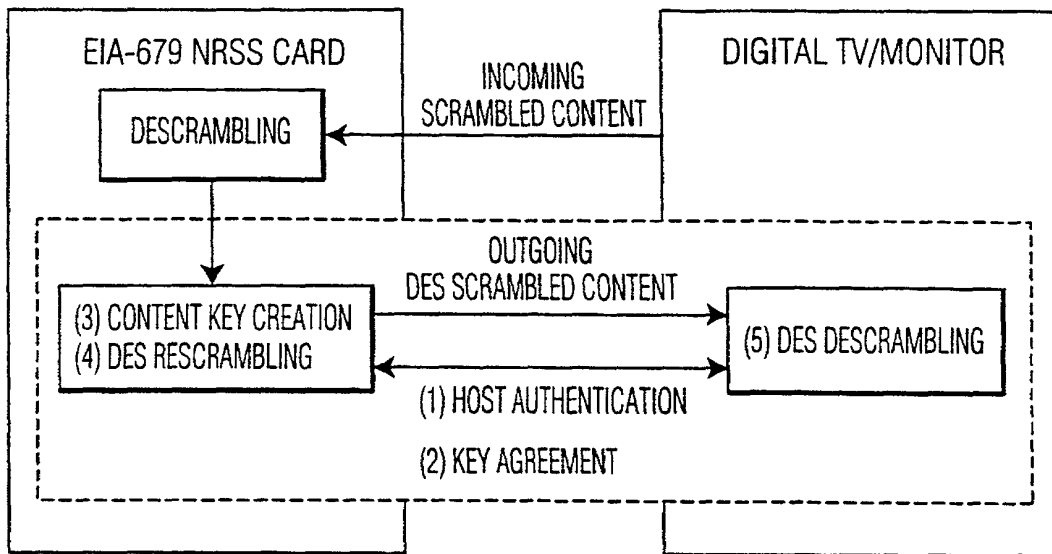 EIA-679 NRSS CARD
DIGITAL TV/MONITOR
INCOMING
SCRAMBLED CONTENT
DESCRAMBLING
OUTGOING
DES SCRAMBLED CONTENT
(3) CONTENT KEY CREATION
(4) DES RESCRAMBLING
(5) DES DESCRAMBLING
(1) HOST AUTHENTICATION
(2) KEY AGREEMENT